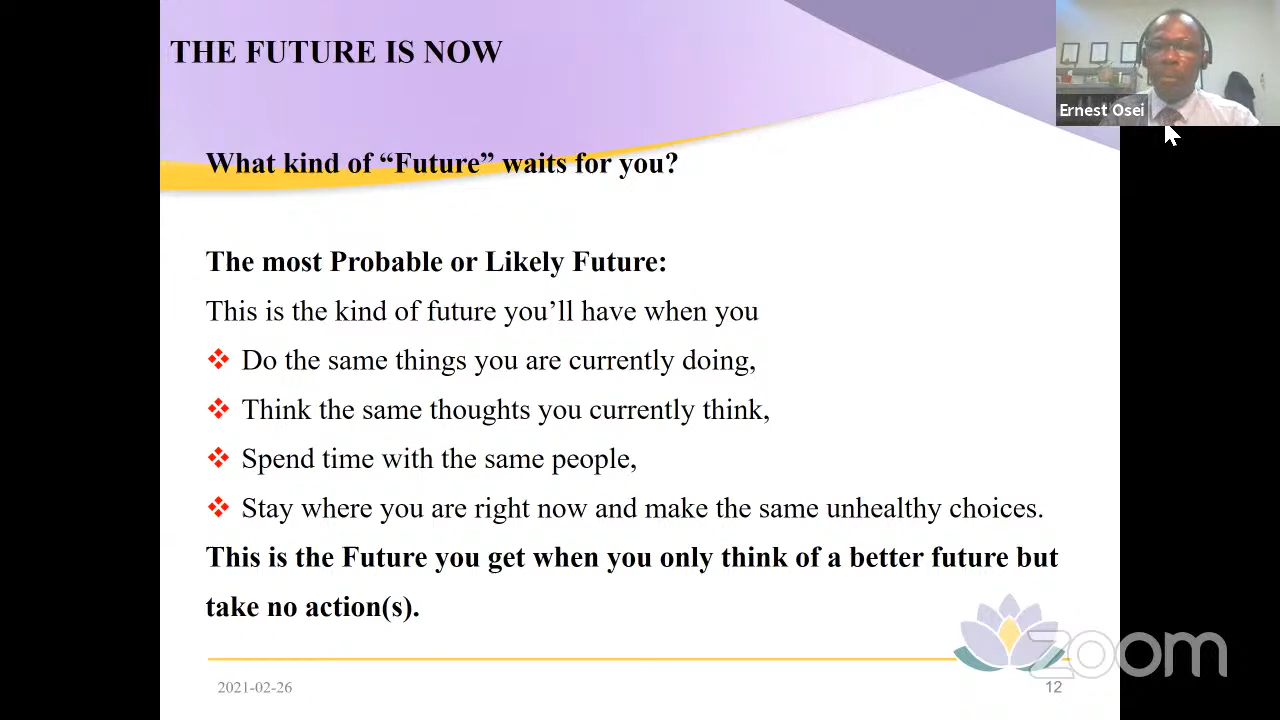 THE FUTURE IS NOW
Ernest Osei
What kind of “Future” waits for you?
The most Probable or Likely Future:
This is the kind of future you’ll have when you
❖ Do the same things you are currently doing,
❖ Think the same thoughts you currently think,
❖ Spend time with the same people,
❖ Stay where you are right now and make the same unhealthy choices.
This is the Future you get when you only think of a better future but
take no action(s).
zoom
2021-02-26
12